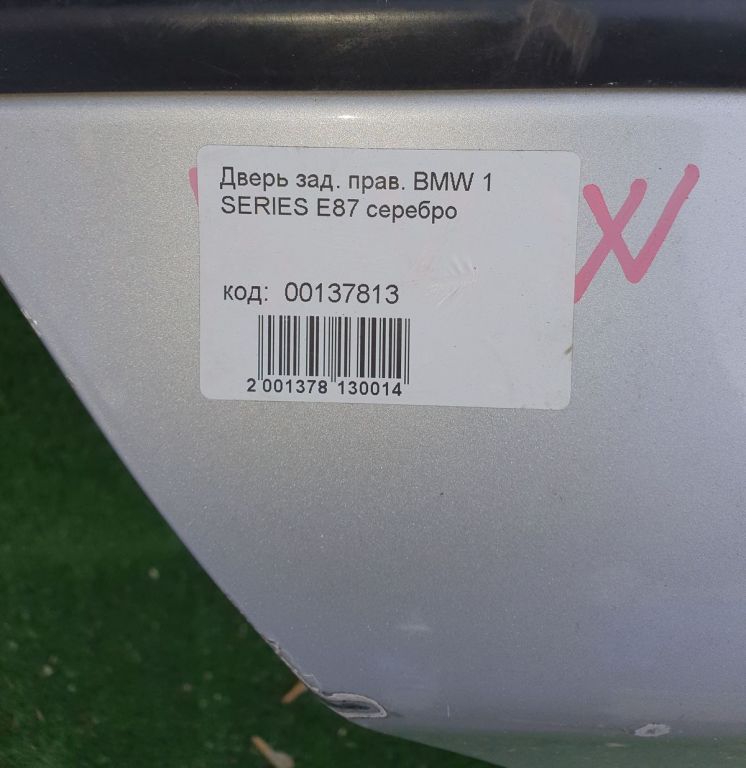 Дверь зад. прав. BMW 1
SERIES E87 серебро
код: 00137813
2 001378 130014